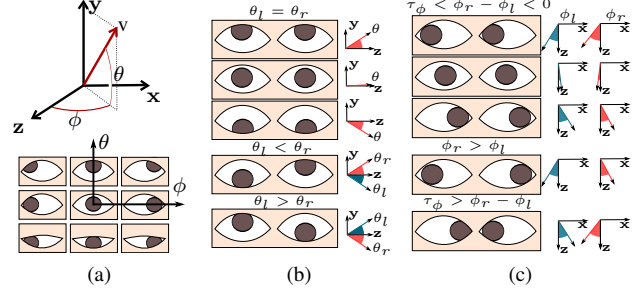 y
v
θ
x
z
ϕ
θ
ϕ
(a)
θ_l = θ_r
y θ
z
y
z θ
y
z
θ
θ_l < θ_r
y θ_r
z
θ_l
θ_l > θ_r
y θ_l
z
θ_r
(b)
τ_ϕ < ϕ_r − ϕ_l < 0
ϕ_l ϕ_r
x x
z z
x x
z z
x x
z z
ϕ_r > ϕ_l
x x
z z
τ_ϕ > ϕ_r − ϕ_l
x x
z z
(c)